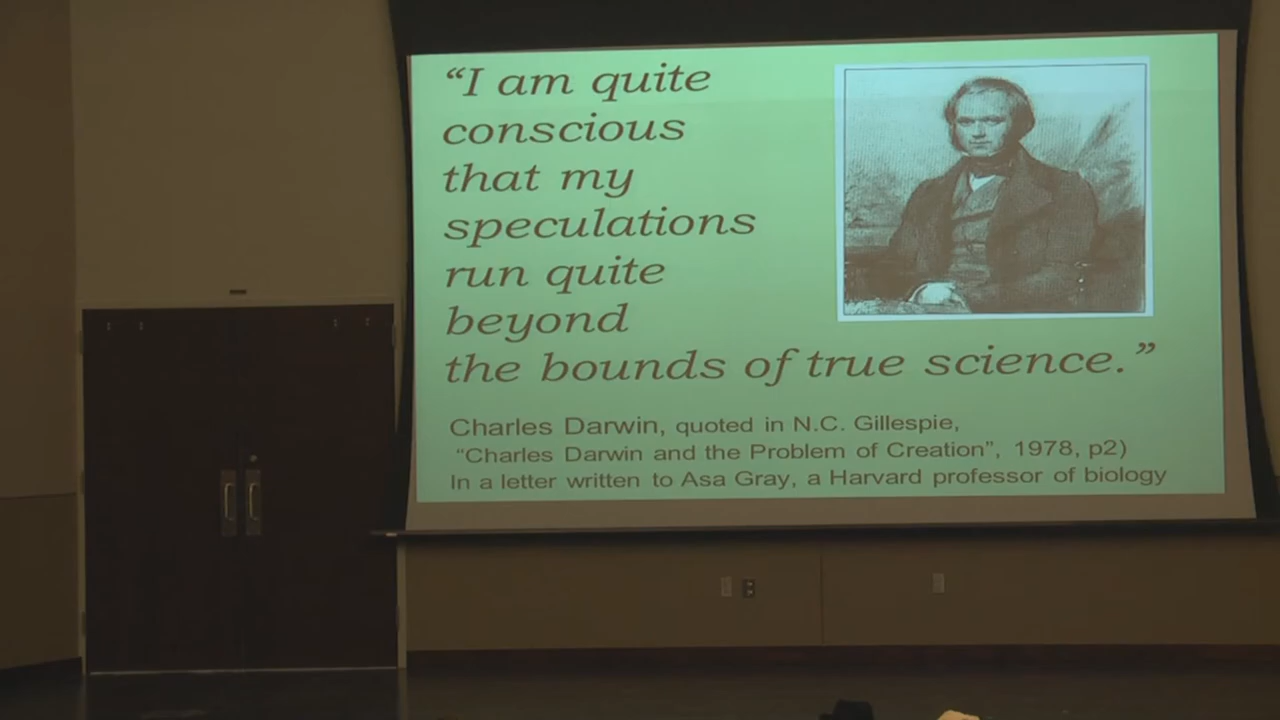 “I am quite
conscious
that my
speculations
run quite
beyond
the bounds of true science.”
Charles Darwin, quoted in N.C. Gillespie,
“Charles Darwin and the Problem of Creation”, 1978, p2)
In a letter written to Asa Gray, a Harvard professor of biology